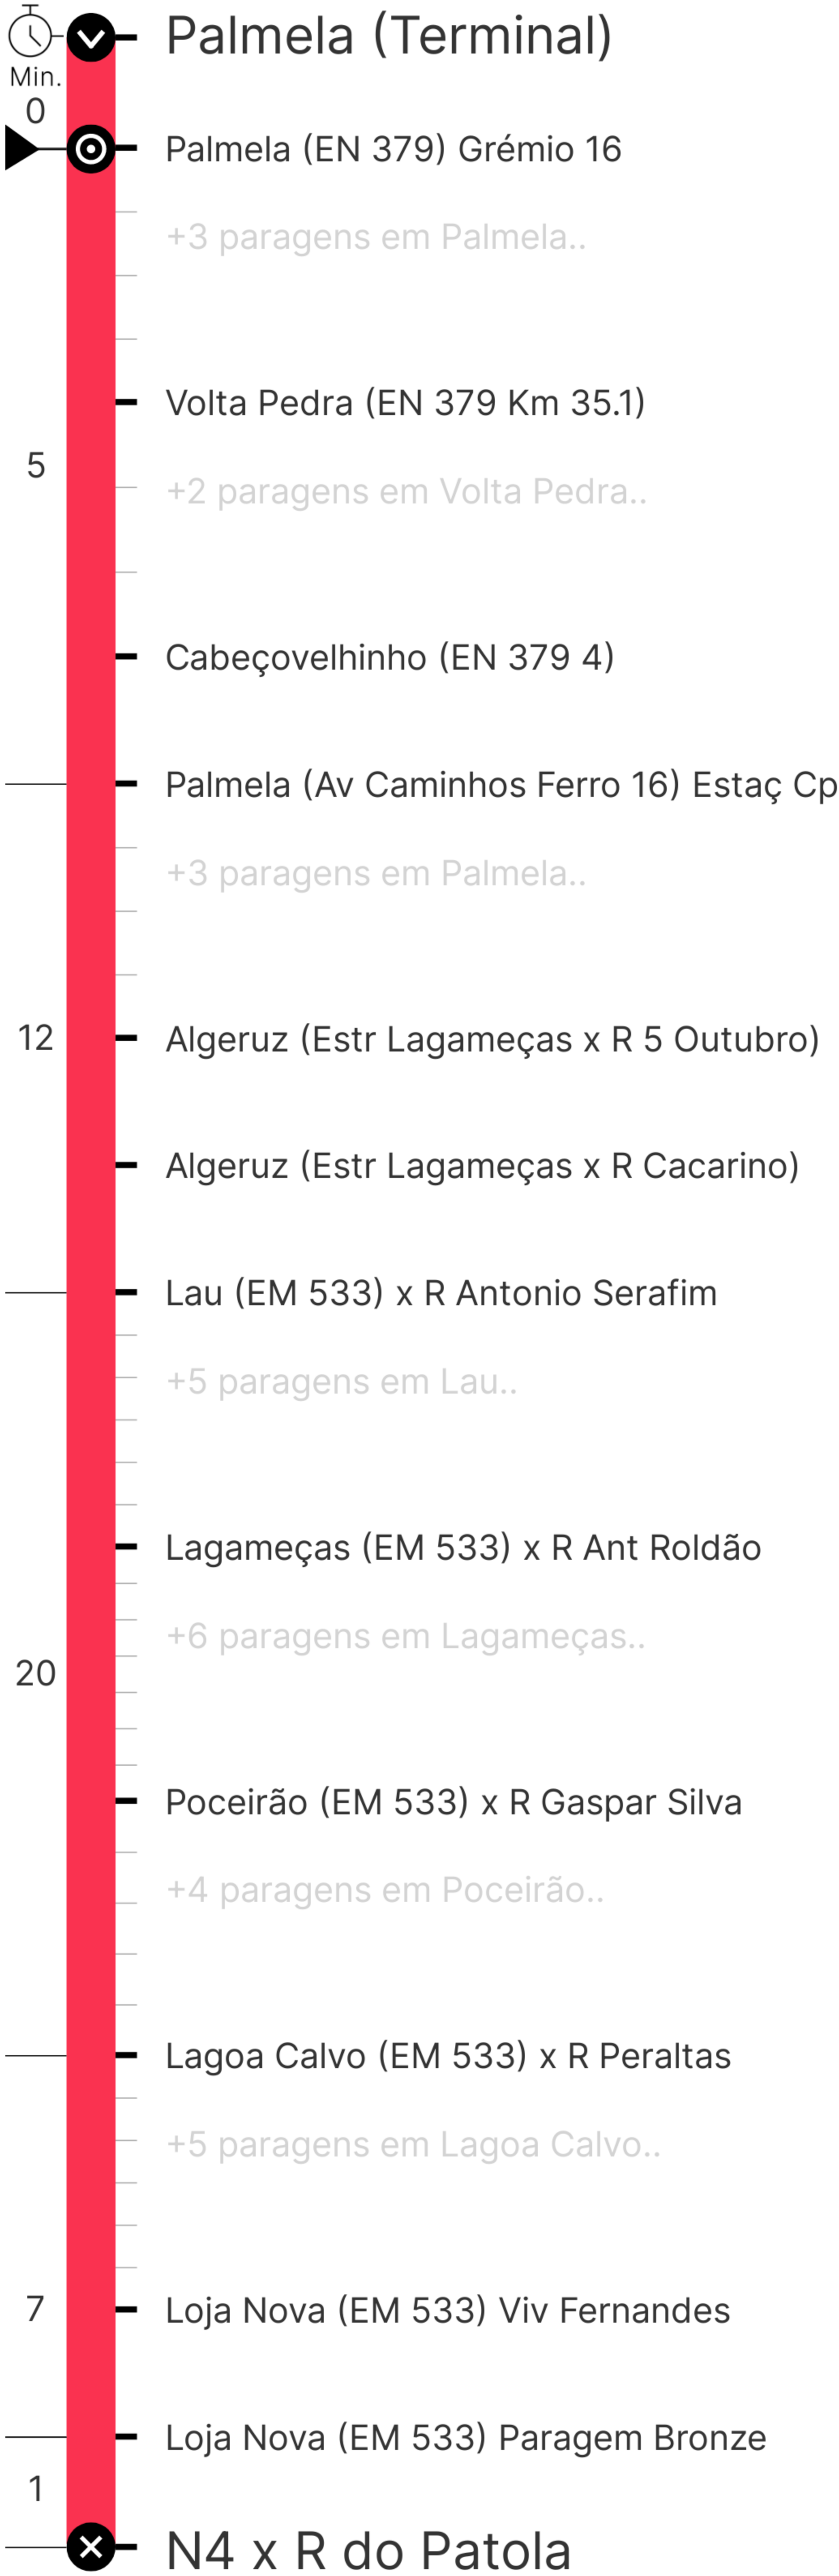 Palmela (Terminal)
Min.
0
Palmela (EN 379) Grémio 16
+3 paragens em Palmela..
Volta Pedra (EN 379 Km 35.1)
5
+2 paragens em Volta Pedra..
Cabeçovelhinho (EN 379 4)
Palmela (Av Caminhos Ferro 16) Estaç Cp
+3 paragens em Palmela..
12
Algeruz (Estr Lagameças x R 5 Outubro)
Algeruz (Estr Lagameças x R Cacarino)
Lau (EM 533) x R Antonio Serafim
+5 paragens em Lau..
Lagameças (EM 533) x R Ant Roldão
+6 paragens em Lagameças..
20
Poceirão (EM 533) x R Gaspar Silva
+4 paragens em Poceirão..
Lagoa Calvo (EM 533) x R Peraltas
+5 paragens em Lagoa Calvo..
7
Loja Nova (EM 533) Viv Fernandes
Loja Nova (EM 533) Paragem Bronze
1
N4 x R do Patola